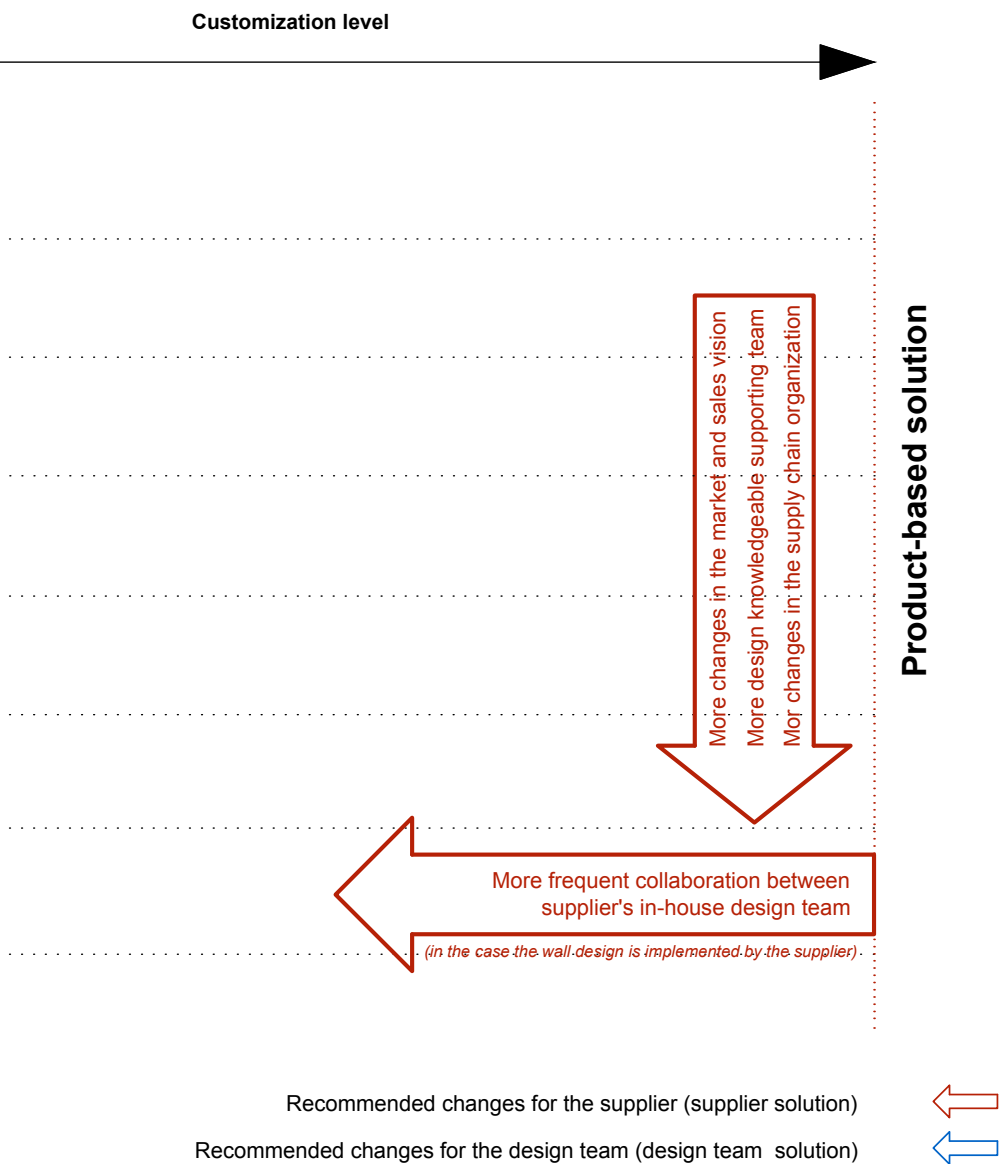 Customization level
Product-based solution
More changes in the market and sales vision
More design knowledgeable supporting team
Mor changes in the supply chain organization
More frequent collaboration between
supplier's in-house design team
(in the case the wall design is implemented by the supplier)
Recommended changes for the supplier (supplier solution)
Recommended changes for the design team (design team solution)